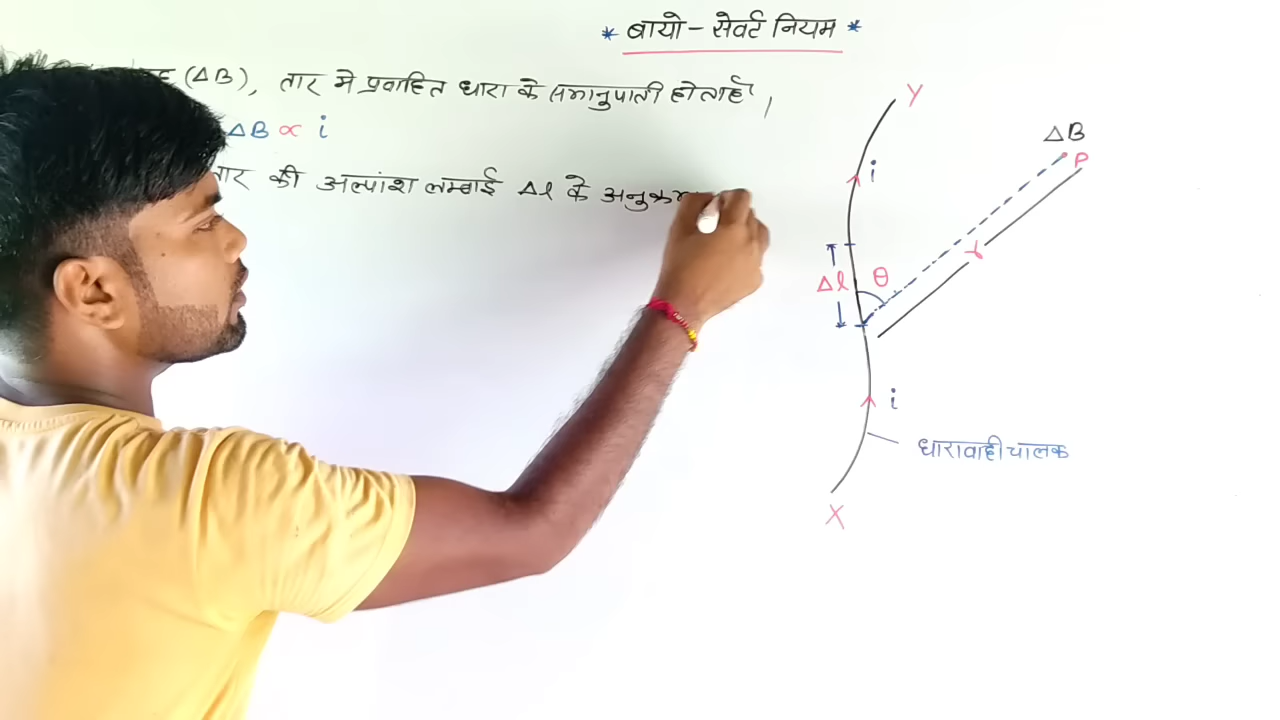 * बायो - सेवर्ट नियम *
(ΔB), तार मे प्रवाहित धारा के समानुपाती होता है।
ΔB ∝ i
तार की अल्पांश लम्बाई Δl के
Y
ΔB
P
i
r
Δl θ
i
धारावाही चालक
X